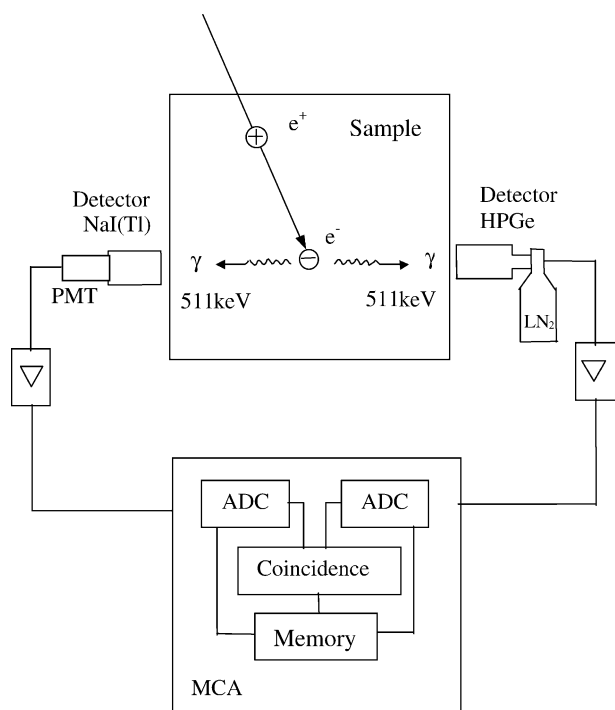 e⁺
Sample
Detector
NaI(Tl)
Detector
HPGe
e⁻
γ
γ
PMT
511keV
511keV
LN₂
ADC
ADC
Coincidence
Memory
MCA